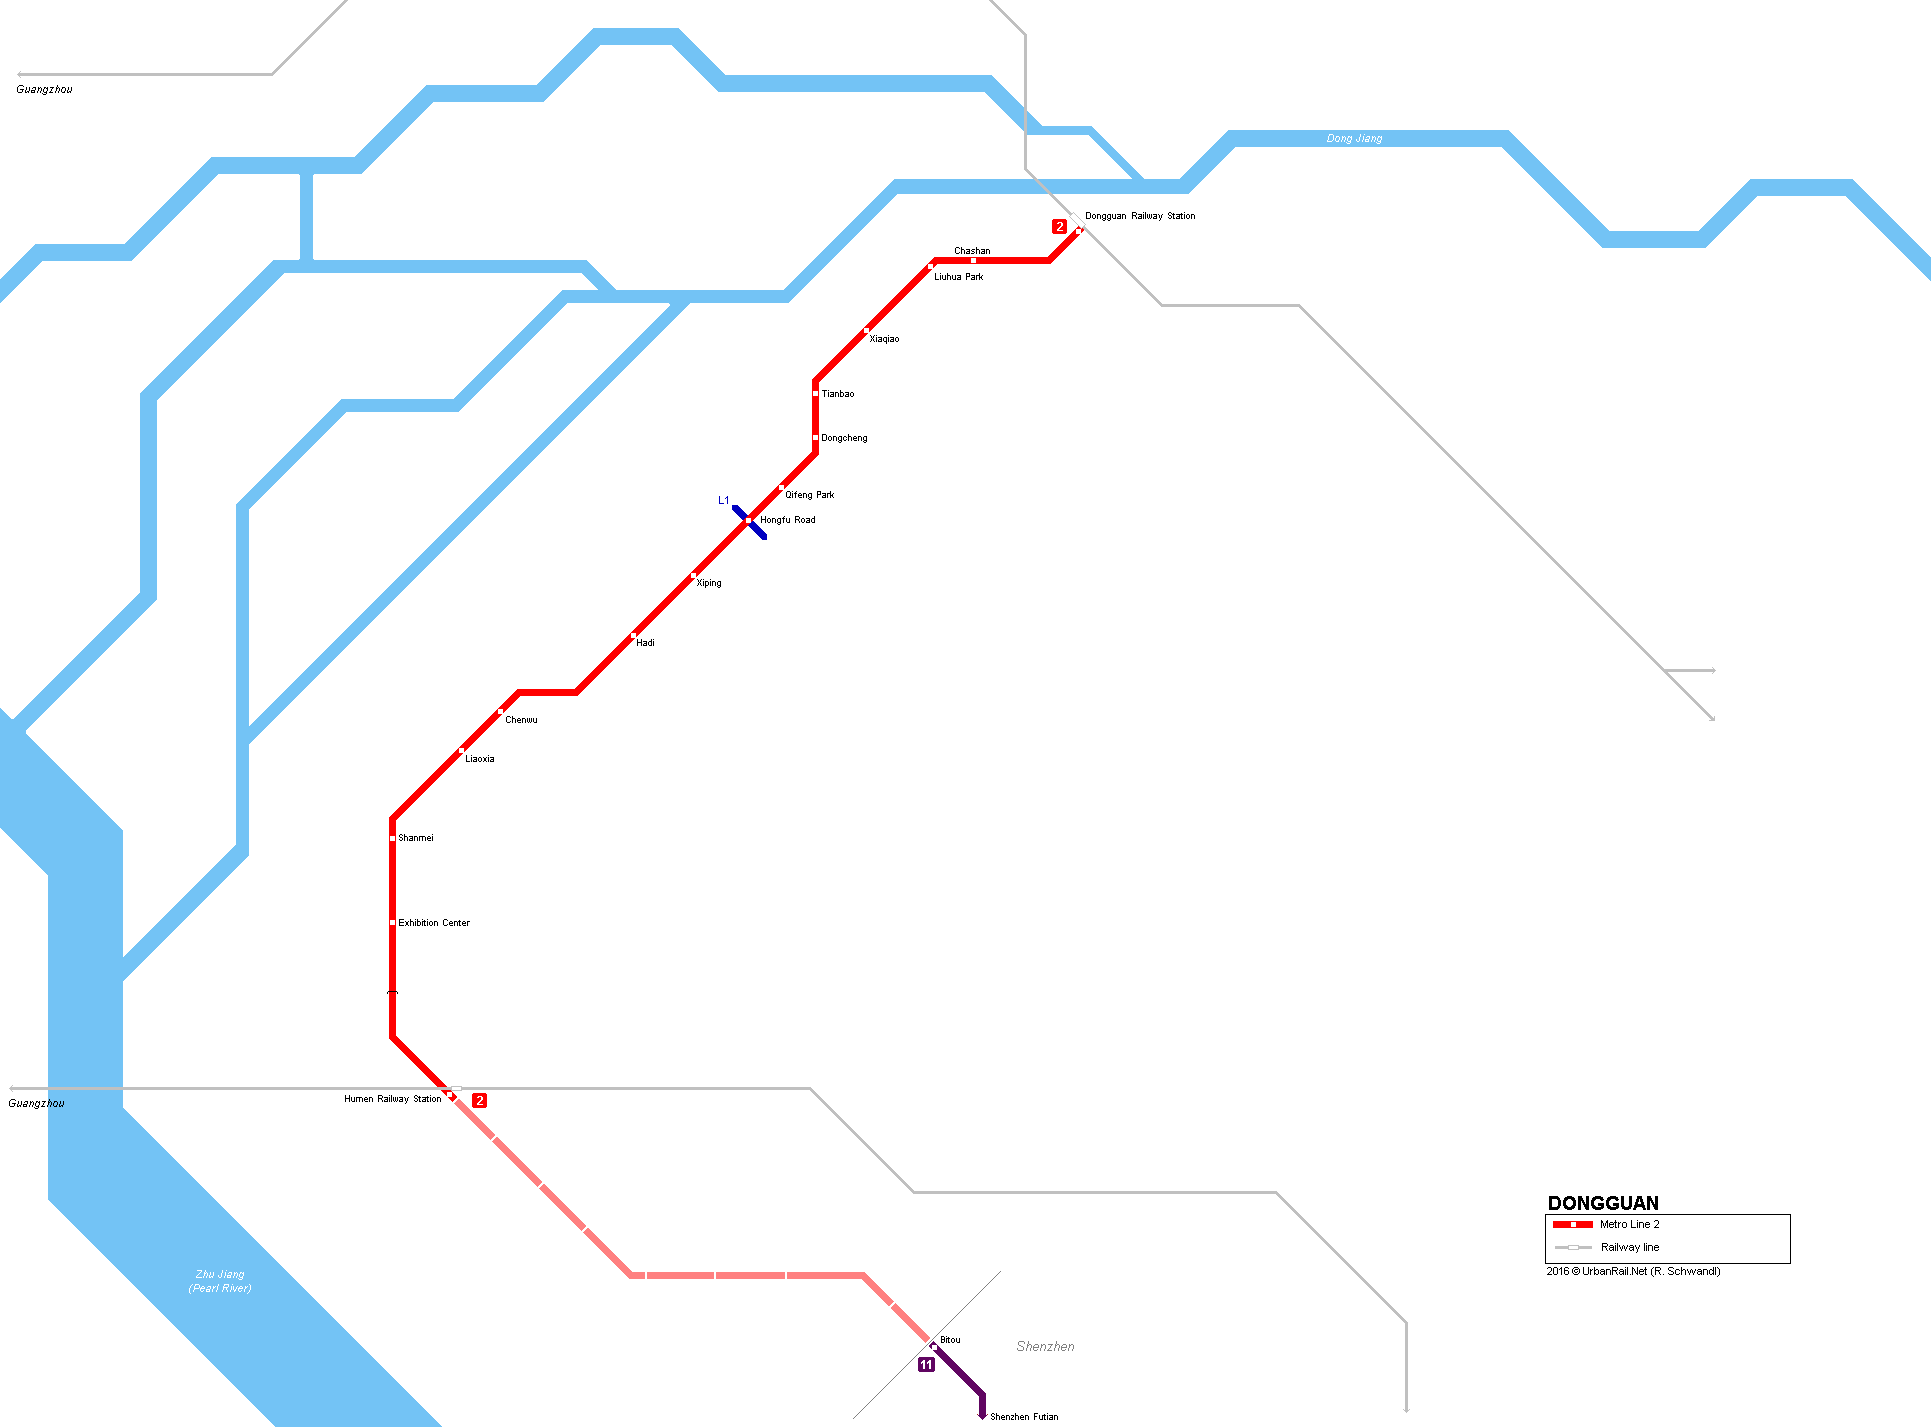 Guangzhou
Dong Jiang
Dongguan Railway Station
2
Chashan
Liuhua Park
Xiaqiao
Tianbao
Dongcheng
Qifeng Park
L1
Hongfu Road
Xiping
Hadi
Chenwu
Liaoxia
Shanmei
Exhibition Center
Guangzhou
Humen Railway Station
2
Zhu Jiang
(Pearl River)
Bitou
Shenzhen
11
Shenzhen Futian
DONGGUAN
Metro Line 2
Railway line
2016 © UrbanRail.Net (R. Schwandl)